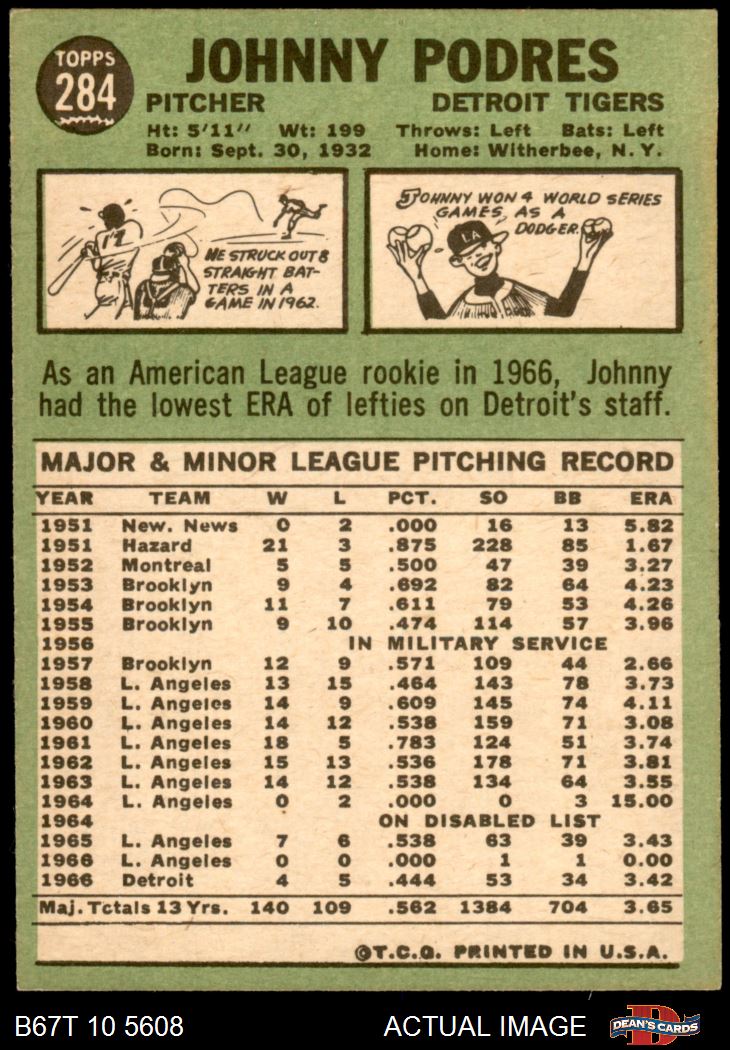 TOPPS
284
JOHNNY PODRES
PITCHER DETROIT TIGERS
Ht: 5'11" Wt: 199 Throws: Left Bats: Left
Born: Sept. 30, 1932 Home: Witherbee, N. Y.
17
HE STRUCK OUT 8
STRAIGHT BAT-
TERS IN A
GAME IN 1962.
JOHNNY WON 4 WORLD SERIES
GAMES, AS A
DODGER.
LA
As an American League rookie in 1966, Johnny
had the lowest ERA of lefties on Detroit's staff.
MAJOR & MINOR LEAGUE PITCHING RECORD
YEAR TEAM W L PCT. SO BB ERA
1951 New. News 0 2 .000 16 13 5.82
1951 Hazard 21 3 .875 228 85 1.67
1952 Montreal 5 5 .500 47 39 3.27
1953 Brooklyn 9 4 .692 82 64 4.23
1954 Brooklyn 11 7 .611 79 53 4.26
1955 Brooklyn 9 10 .474 114 57 3.96
1956 IN MILITARY SERVICE
1957 Brooklyn 12 9 .571 109 44 2.66
1958 L. Angeles 13 15 .464 143 78 3.73
1959 L. Angeles 14 9 .609 145 74 4.11
1960 L. Angeles 14 12 .538 159 71 3.08
1961 L. Angeles 18 5 .783 124 51 3.74
1962 L. Angeles 15 13 .536 178 71 3.81
1963 L. Angeles 14 12 .538 134 64 3.55
1964 L. Angeles 0 2 .000 0 3 15.00
1964 ON DISABLED LIST
1965 L. Angeles 7 6 .538 63 39 3.43
1966 L. Angeles 0 0 .000 1 1 0.00
1966 Detroit 4 5 .444 53 34 3.42
Maj. Totals 13 Yrs. 140 109 .562 1384 704 3.65
©T.C.G. PRINTED IN U.S.A.
B67T 10 5608 ACTUAL IMAGE
D
DEAN'S CARDS